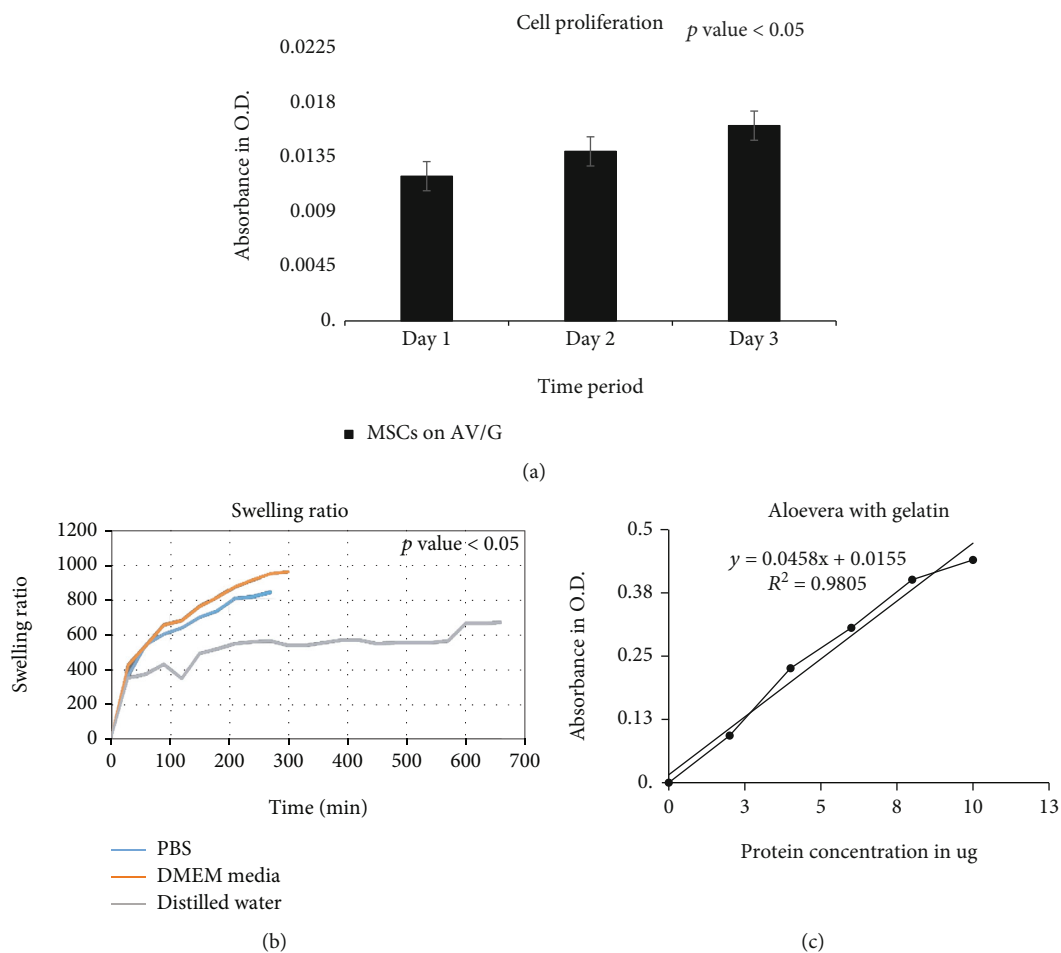 Cell proliferation
p value < 0.05
0.0225
0.018
0.0135
0.009
0.0045
0.
Absorbance in O.D.
Day 1 Day 2 Day 3
Time period
MSCs on AV/G
(a)
Swelling ratio
p value < 0.05
1200
1000
800
600
400
200
0
Swelling ratio
0 100 200 300 400 500 600 700
Time (min)
PBS
DMEM media
Distilled water
(b)
Aloevera with gelatin
y = 0.0458x + 0.0155
R² = 0.9805
0.5
0.38
0.25
0.13
0.
Absorbance in O.D.
0 3 5 8 10 13
Protein concentration in ug
(c)